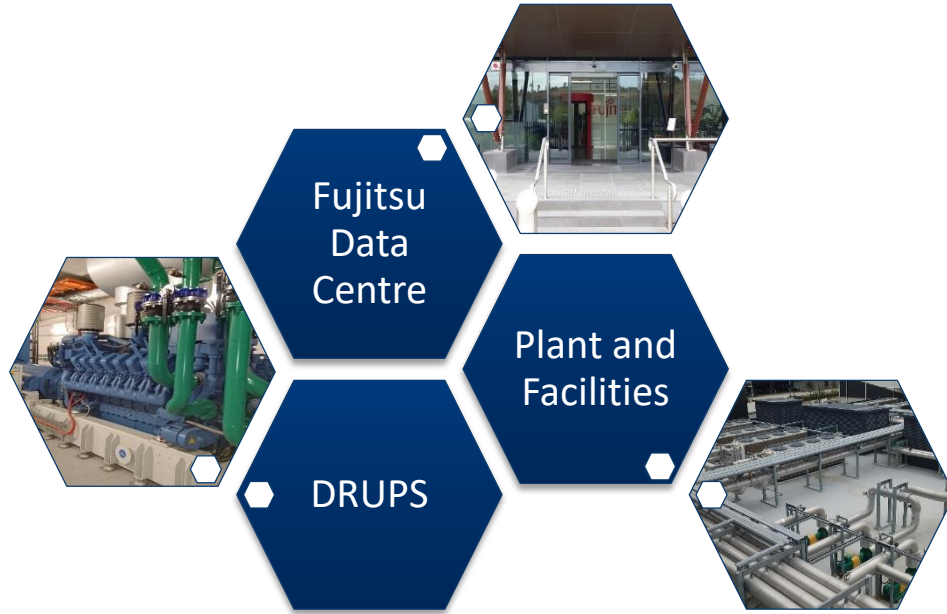 Fujitsu
Data
Centre
Plant and
Facilities
DRUPS